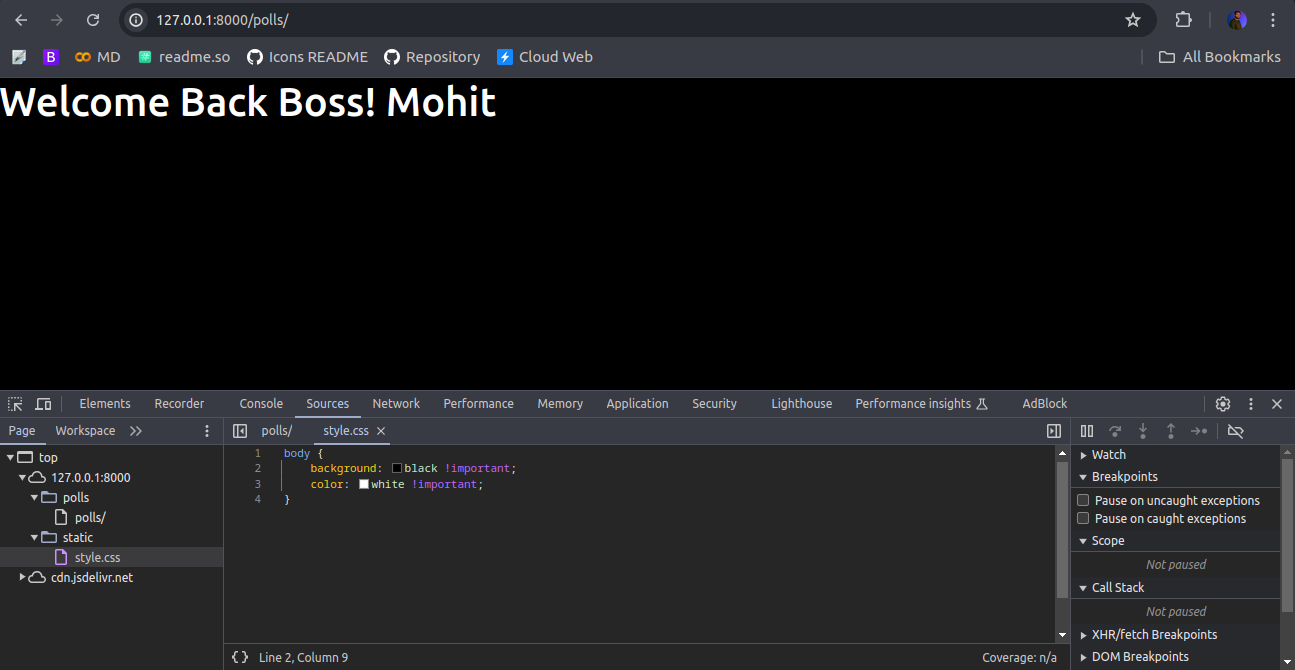 127.0.0.1:8000/polls/
B MD readme.so Icons README Repository Cloud Web All Bookmarks
Welcome Back Boss! Mohit
Elements Recorder Console Sources Network Performance Memory Application Security Lighthouse Performance insights AdBlock
Page Workspace polls/ style.css
top
127.0.0.1:8000
polls
polls/
static
style.css
cdn.jsdelivr.net
1 body {
2 background: black !important;
3 color: white !important;
4 }
{} Line 2, Column 9 Coverage: n/a
Watch
Breakpoints
Pause on uncaught exceptions
Pause on caught exceptions
Scope
Not paused
Call Stack
Not paused
XHR/fetch Breakpoints
DOM Breakpoints